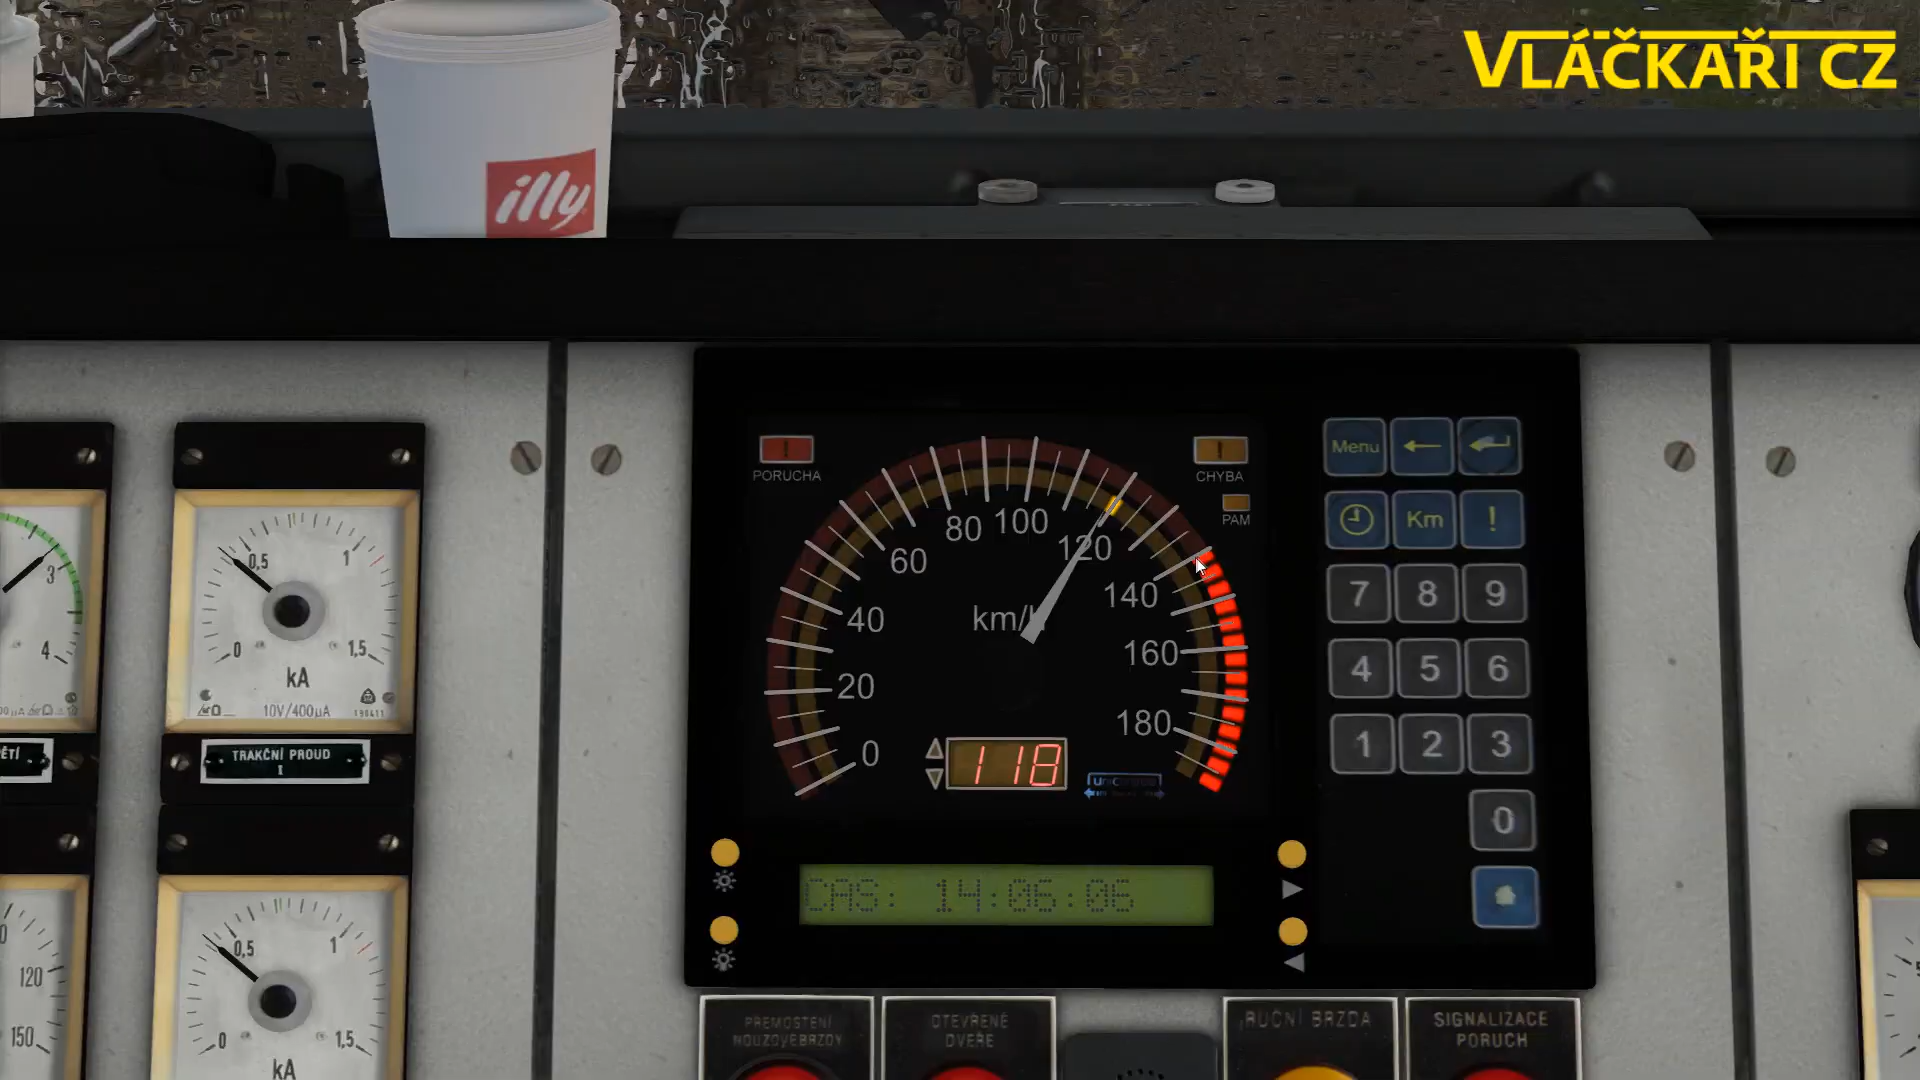 VLÁČKAŘI CZ
illy
PORUCHA
CHYBA
PAM
Menu
Km
!
km/h
0
20
40
60
80
100
120
140
160
180
118
7 8 9
4 5 6
1 2 3
0
CAS: 14:06:06
3
4
0
0,5
1
1,5
kA
10V/400µA
TRAKČNÍ PROUD
I
0
0,5
1
1,5
kA
120
150
PŘEMOSTĚNÍ
NOUZOVÉ BRZDY
OTEVŘENÉ
DVEŘE
RUČNÍ BRZDA
SIGNALIZACE
PORUCH